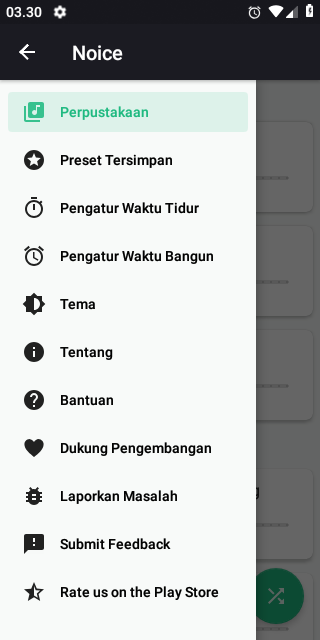 03.30
Noice
Perpustakaan
Preset Tersimpan
Pengatur Waktu Tidur
Pengatur Waktu Bangun
Tema
Tentang
Bantuan
Dukung Pengembangan
Laporkan Masalah
Submit Feedback
Rate us on the Play Store